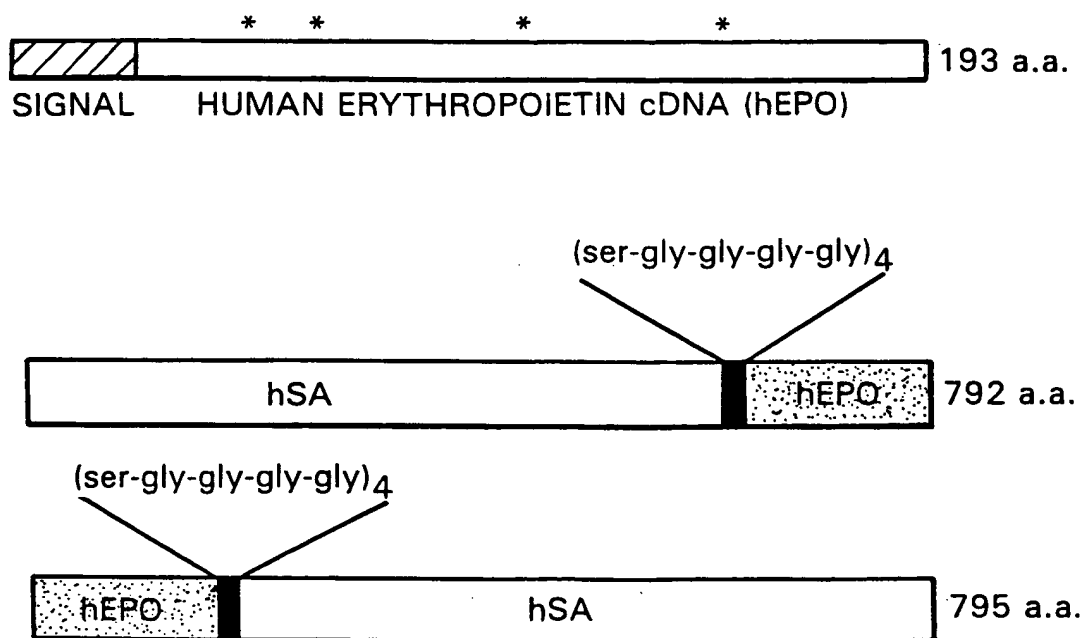 * * * *
193 a.a.
SIGNAL HUMAN ERYTHROPOIETIN cDNA (hEPO)
(ser-gly-gly-gly-gly)4
hSA hEPO 792 a.a.
(ser-gly-gly-gly-gly)4
hEPO hSA 795 a.a.